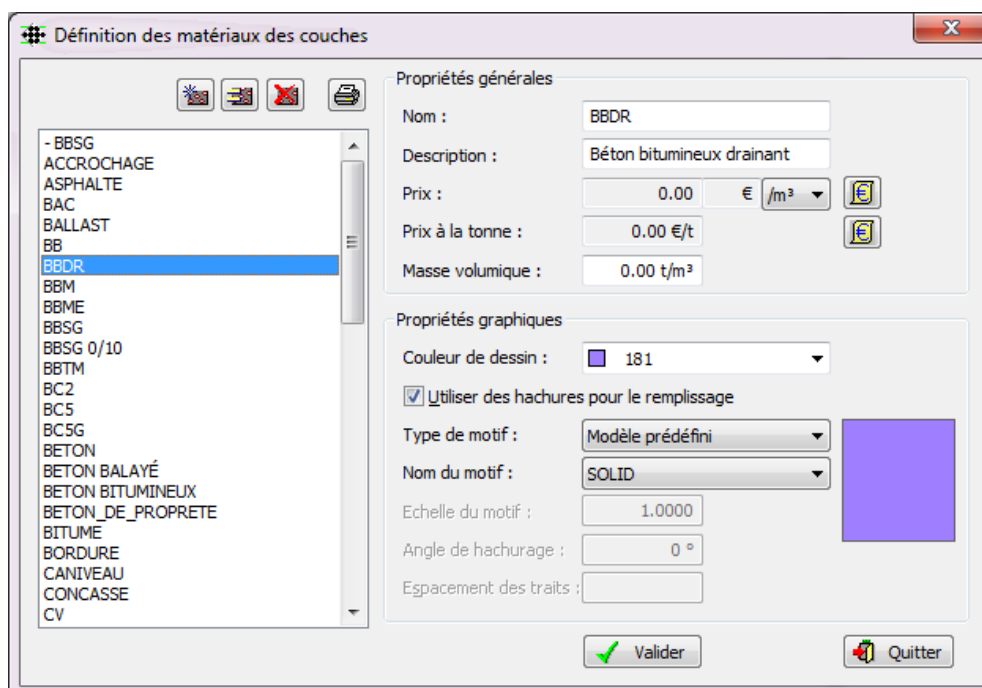 Définition des matériaux des couches
- BBSG
ACCROCHAGE
ASPHALTE
BAC
BALLAST
BB
BBDR
BBM
BBME
BBSG
BBSG 0/10
BBTM
BC2
BC5
BC5G
BETON
BETON BALAYÉ
BETON BITUMINEUX
BETON_DE_PROPRETE
BITUME
BORDURE
CANIVEAU
CONCASSE
CV
Propriétés générales
Nom : BBDR
Description : Béton bitumineux drainant
Prix : 0.00 € /m³
Prix à la tonne : 0.00 €/t
Masse volumique : 0.00 t/m³
Propriétés graphiques
Couleur de dessin : 181
Utiliser des hachures pour le remplissage
Type de motif : Modèle prédéfini
Nom du motif : SOLID
Echelle du motif : 1.0000
Angle de hachurage : 0 °
Espacement des traits :
Valider
Quitter